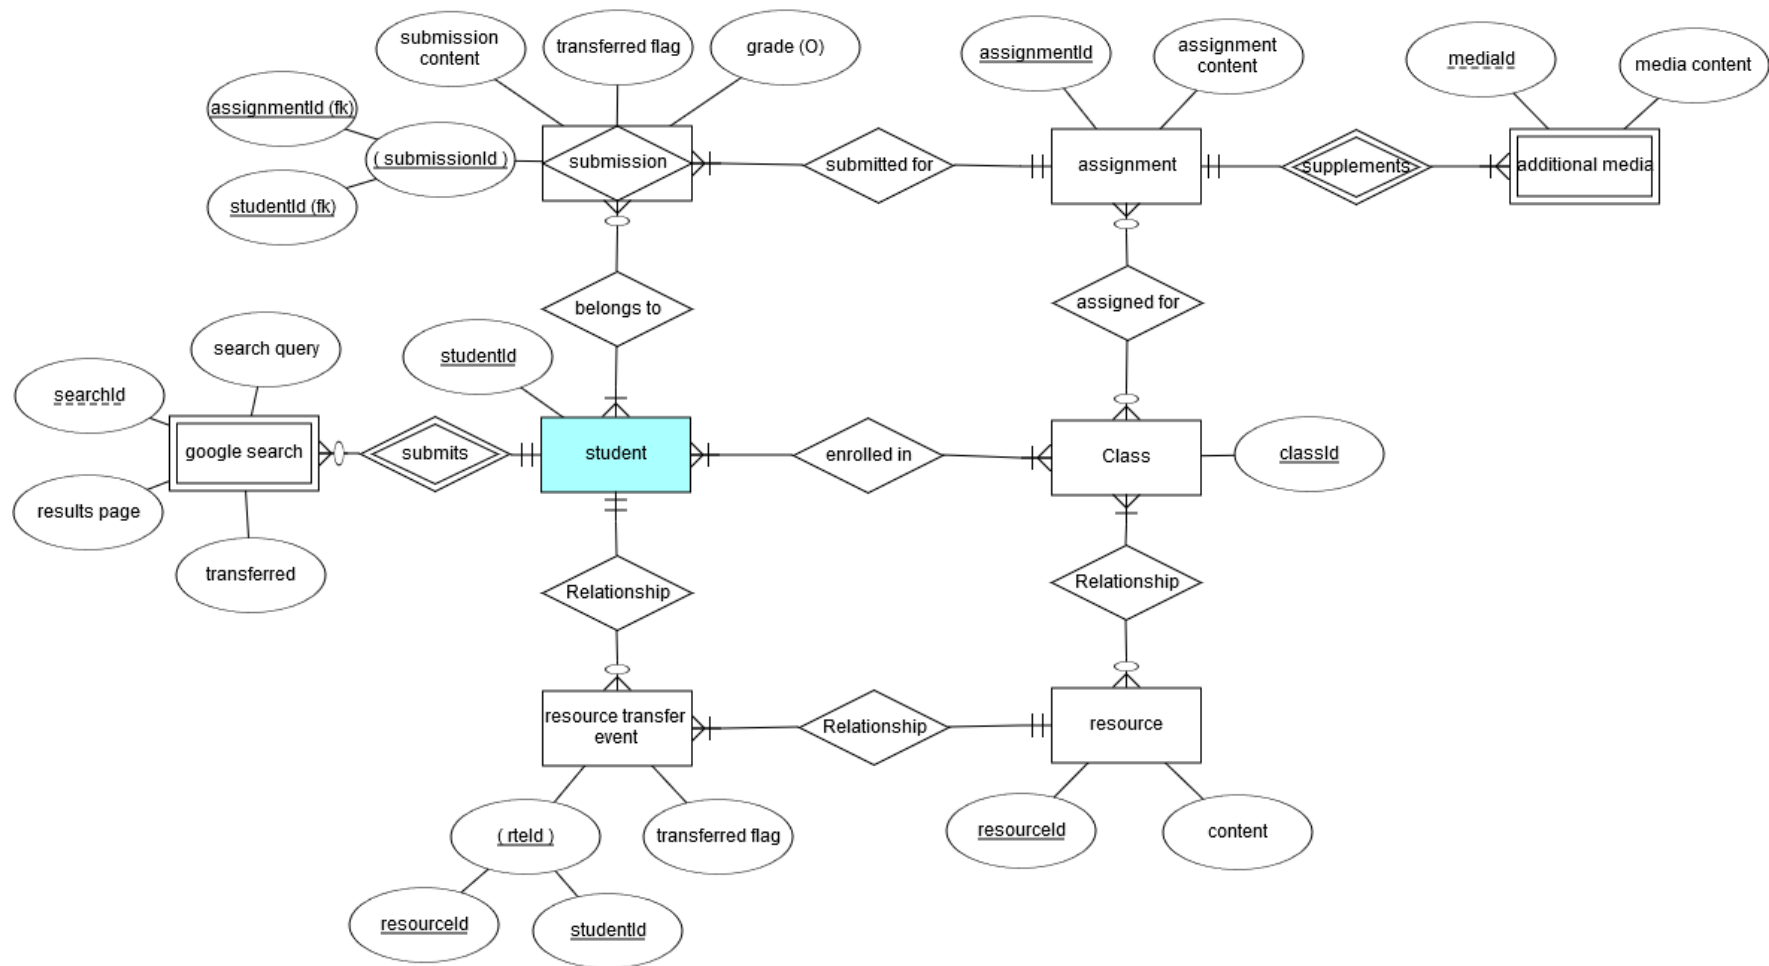 submission
content
transferred flag
grade (O)
assignmentId
assignment
content
mediaId
media content
assignmentId (fk)
( submissionId )
studentId (fk)
submission
submitted for
assignment
supplements
additional media
belongs to
assigned for
search query
studentId
searchId
google search
submits
student
enrolled in
Class
classId
results page
transferred
Relationship
Relationship
resource transfer
event
Relationship
resource
( rteId )
transferred flag
resourceId
content
resourceId
studentId